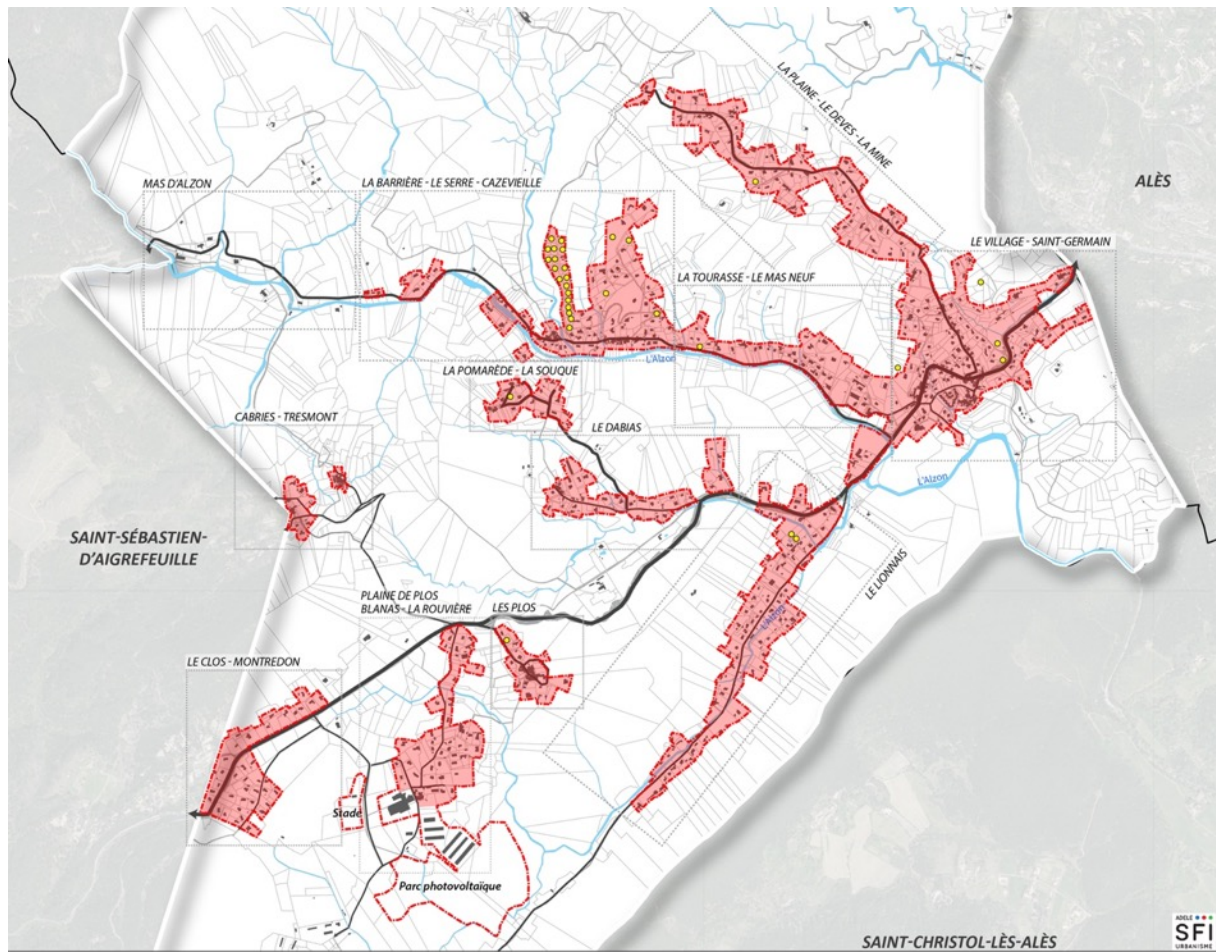 LA PLAINE - LE DEVES - LA MINE
ALÈS
MAS D'ALZON
LA BARRIÈRE - LE SERRE - CAZEVIEILLE
LE VILLAGE - SAINT-GERMAIN
LA TOURASSE - LE MAS NEUF
L'Alzon
LA POMARÈDE - LA SOUQUE
CABRIES - TRESMONT
LE DABIAS
L'Alzon
SAINT-SÉBASTIEN-
D'AIGREFEUILLE
LE LIONNAIS
PLAINE DE PLOS
BLANAS - LA ROUVIÈRE
LES PLOS
L'Alzon
LE CLOS - MONTREDON
Stade
Parc photovoltaïque
SAINT-CHRISTOL-LÈS-ALÈS
ADELE
SFI
URBANISME